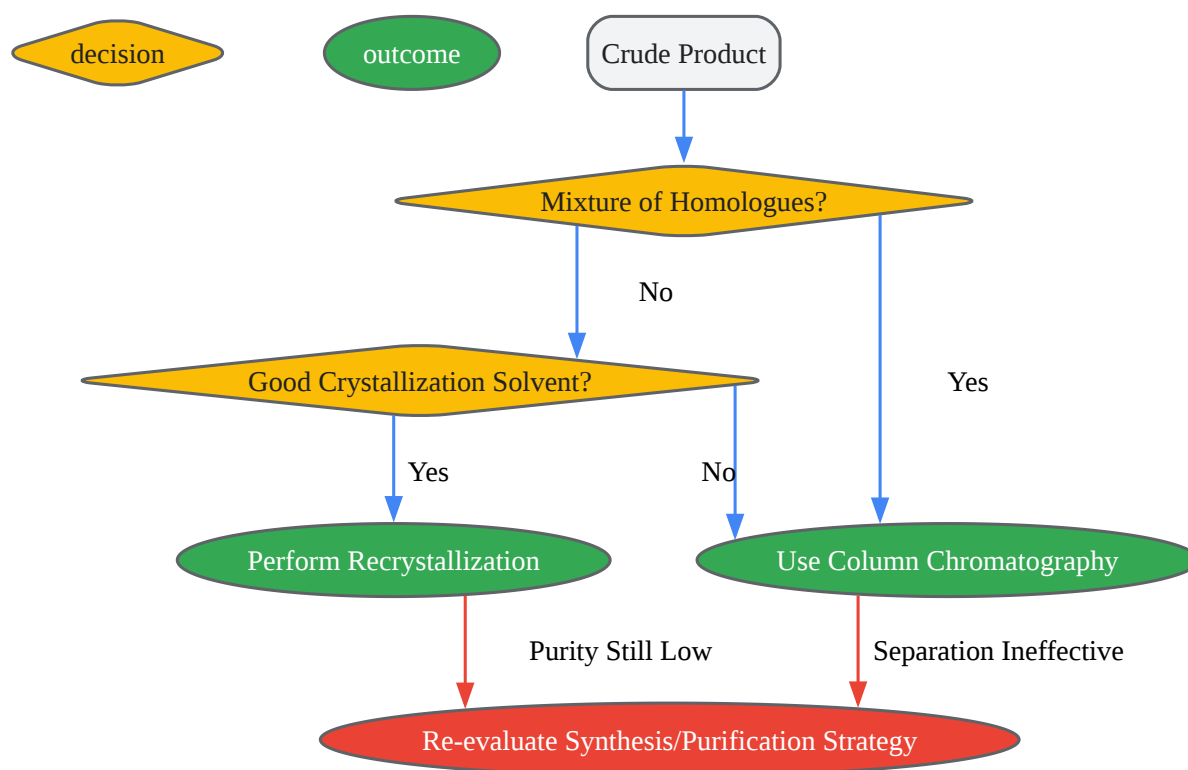 decision
outcome
Crude Product
Mixture of Homologues?
No
Good Crystallization Solvent?
Yes
Yes
No
Perform Recrystallization
Use Column Chromatography
Purity Still Low
Separation Ineffective
Re-evaluate Synthesis/Purification Strategy